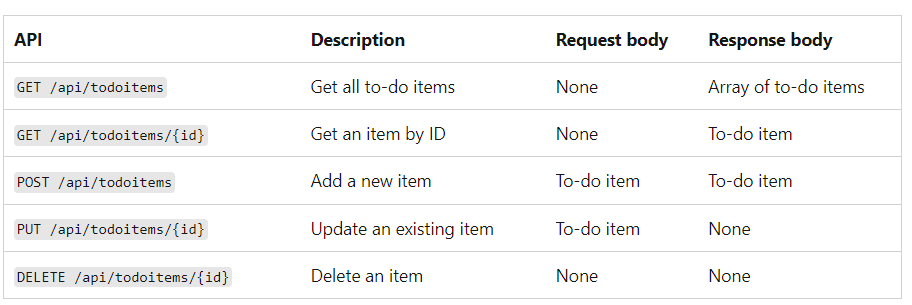 API Description Request body Response body
GET /api/todoitems Get all to-do items None Array of to-do items
GET /api/todoitems/{id} Get an item by ID None To-do item
POST /api/todoitems Add a new item To-do item To-do item
PUT /api/todoitems/{id} Update an existing item To-do item None
DELETE /api/todoitems/{id} Delete an item None None